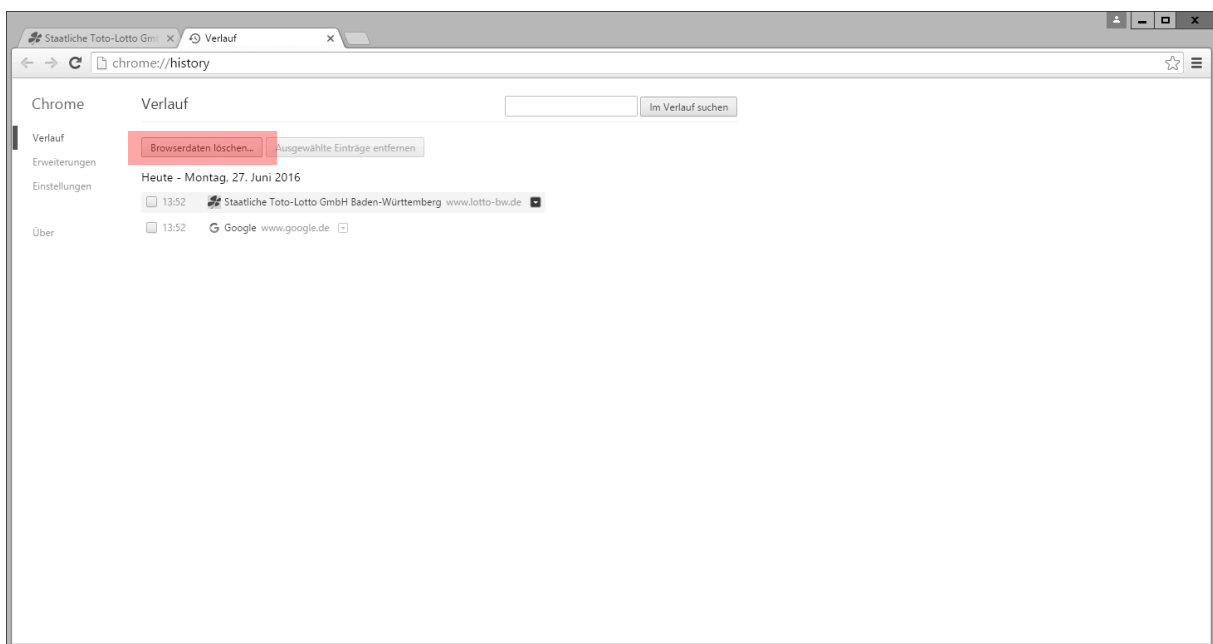 Staatliche Toto-Lotto Gm
Verlauf
chrome://history
Chrome
Verlauf
Im Verlauf suchen
Verlauf
Erweiterungen
Einstellungen
Über
Browserdaten löschen...
Ausgewählte Einträge entfernen
Heute - Montag, 27. Juni 2016
13:52 Staatliche Toto-Lotto GmbH Baden-Württemberg www.lotto-bw.de
13:52 Google www.google.de